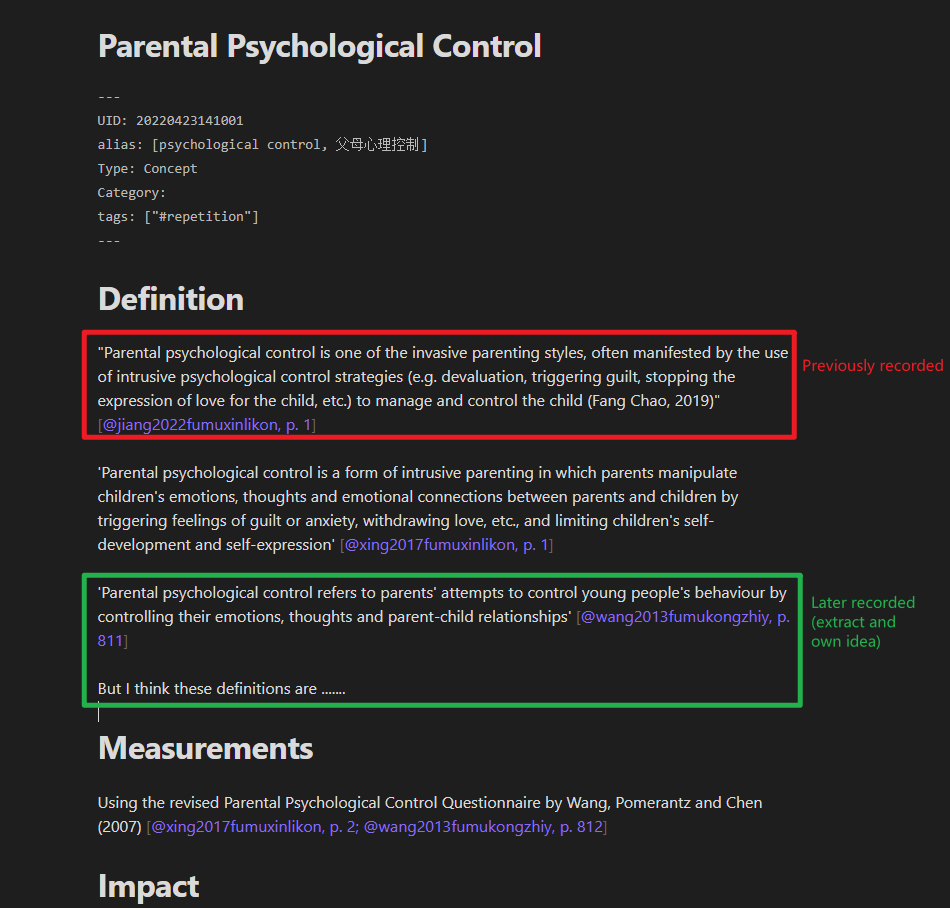 Parental Psychological Control
---
UID: 20220423141001
alias: [psychological control, 父母心理控制]
Type: Concept
Category:
tags: ["#repetition"]
---
Definition
"Parental psychological control is one of the invasive parenting styles, often manifested by the use
of intrusive psychological control strategies (e.g. devaluation, triggering guilt, stopping the
expression of love for the child, etc.) to manage and control the child (Fang Chao, 2019)"
[@jiang2022fumuxinlikon, p. 1]
Previously recorded
'Parental psychological control is a form of intrusive parenting in which parents manipulate
children's emotions, thoughts and emotional connections between parents and children by
triggering feelings of guilt or anxiety, withdrawing love, etc., and limiting children's self-
development and self-expression' [@xing2017fumuxinlikon, p. 1]
'Parental psychological control refers to parents' attempts to control young people's behaviour by
controlling their emotions, thoughts and parent-child relationships' [@wang2013fumukongzhiy, p.
811]
But I think these definitions are .......
Later recorded
(extract and
own idea)
Measurements
Using the revised Parental Psychological Control Questionnaire by Wang, Pomerantz and Chen
(2007) [@xing2017fumuxinlikon, p. 2; @wang2013fumukongzhiy, p. 812]
Impact